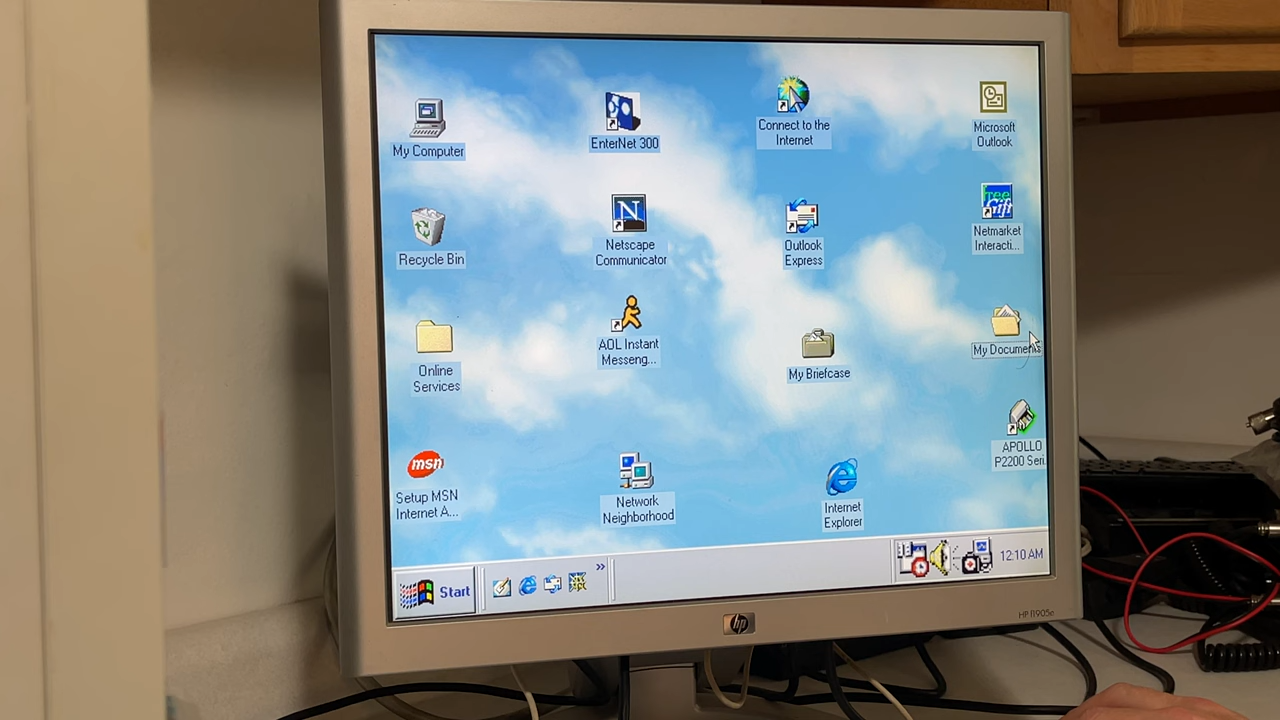 My Computer
EnterNet 300
Connect to the
Internet
Microsoft
Outlook
Recycle Bin
N
Netscape
Communicator
Outlook
Express
Netmarket
Interacti...
Online
Services
AOL Instant
Messeng...
My Briefcase
My Documents
msn
Setup MSN
Internet A...
Network
Neighborhood
Internet
Explorer
APOLLO
P2200 Seri
Start
»
12:10 AM
hp
HP f1905e